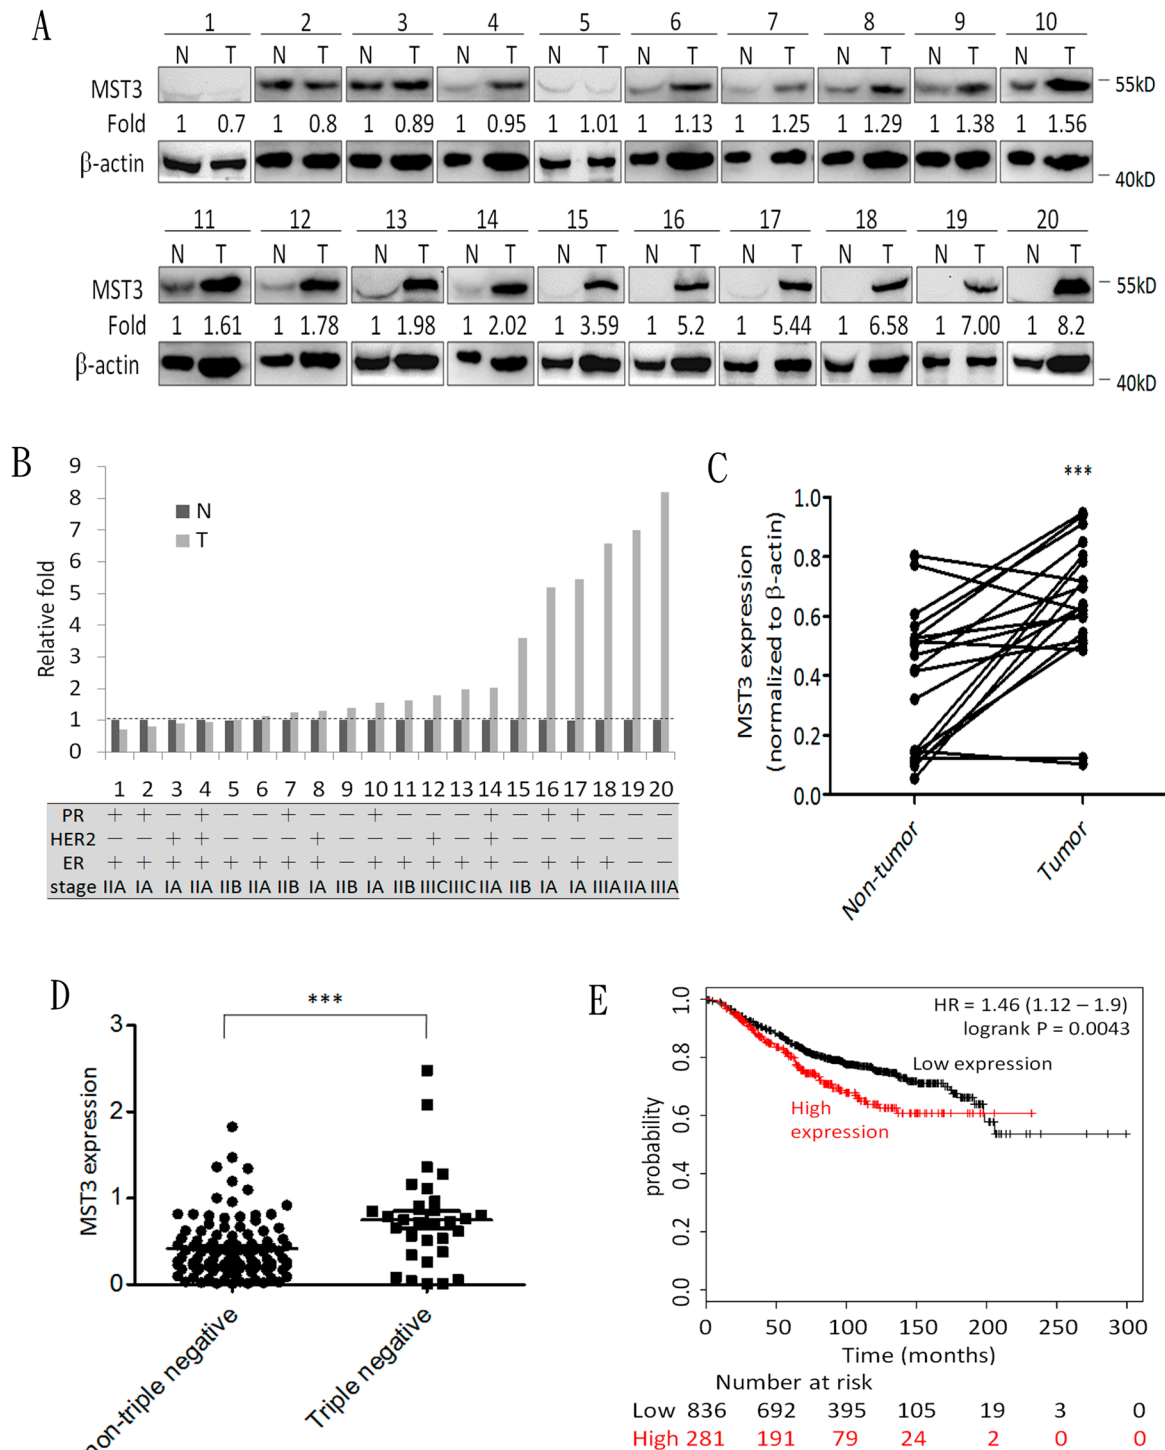 A
1 2 3 4 5 6 7 8 9 10
N T N T N T N T N T N T N T N T N T N T
MST3 55kD
Fold 1 0.7 1 0.8 1 0.89 1 0.95 1 1.01 1 1.13 1 1.25 1 1.29 1 1.38 1 1.56
β-actin 40kD
11 12 13 14 15 16 17 18 19 20
N T N T N T N T N T N T N T N T N T N T
MST3 55kD
Fold 1 1.61 1 1.78 1 1.98 1 2.02 1 3.59 1 5.2 1 5.44 1 6.58 1 7.00 1 8.2
β-actin 40kD
B
Relative fold
9
8
7
6
5
4
3
2
1
0
N
T
1 2 3 4 5 6 7 8 9 10 11 12 13 14 15 16 17 18 19 20
PR + + − + − − + − − + − − − + − + + − − −
HER2 − − + + − − − + − − − + − + − − − − − −
ER + + + + + + + + − + + + + + − + + + − −
stage IIA IA IA IIA IIB IIA IIB IA IIB IA IIB IIIC IIIC IIA IIB IA IA IIIA IIA IIIA
C
***
MST3 expression
(normalized to β-actin)
1.0
0.8
0.6
0.4
0.2
0.0
Non-tumor
Tumor
D
***
MST3 expression
3
2
1
0
non-triple negative
Triple negative
E
probability
1.0
0.8
0.6
0.4
0.2
0.0
HR = 1.46 (1.12 – 1.9)
logrank P = 0.0043
Low expression
High
expression
0 50 100 150 200 250 300
Time (months)
Number at risk
Low 836 692 395 105 19 3 0
High 281 191 79 24 2 0 0